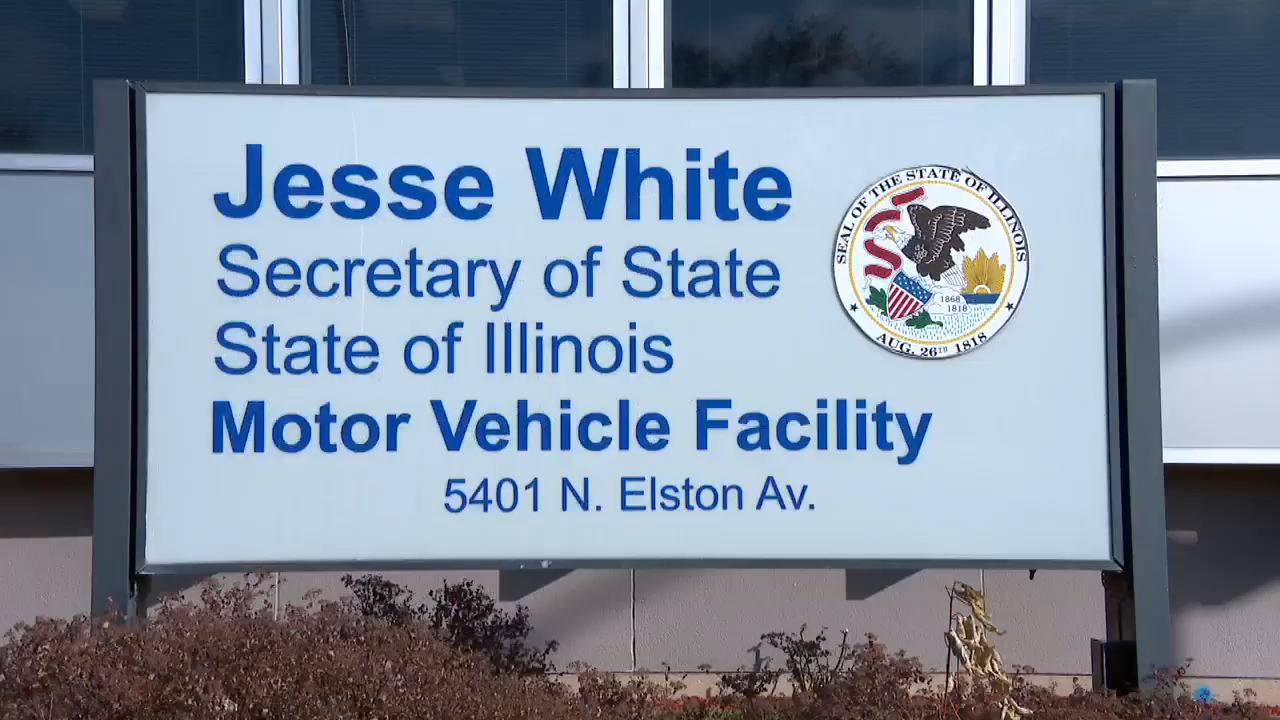 Jesse White
Secretary of State
State of Illinois
Motor Vehicle Facility
5401 N. Elston Av.
SEAL OF THE STATE OF ILLINOIS
1868
1818
AUG. 26TH 1818